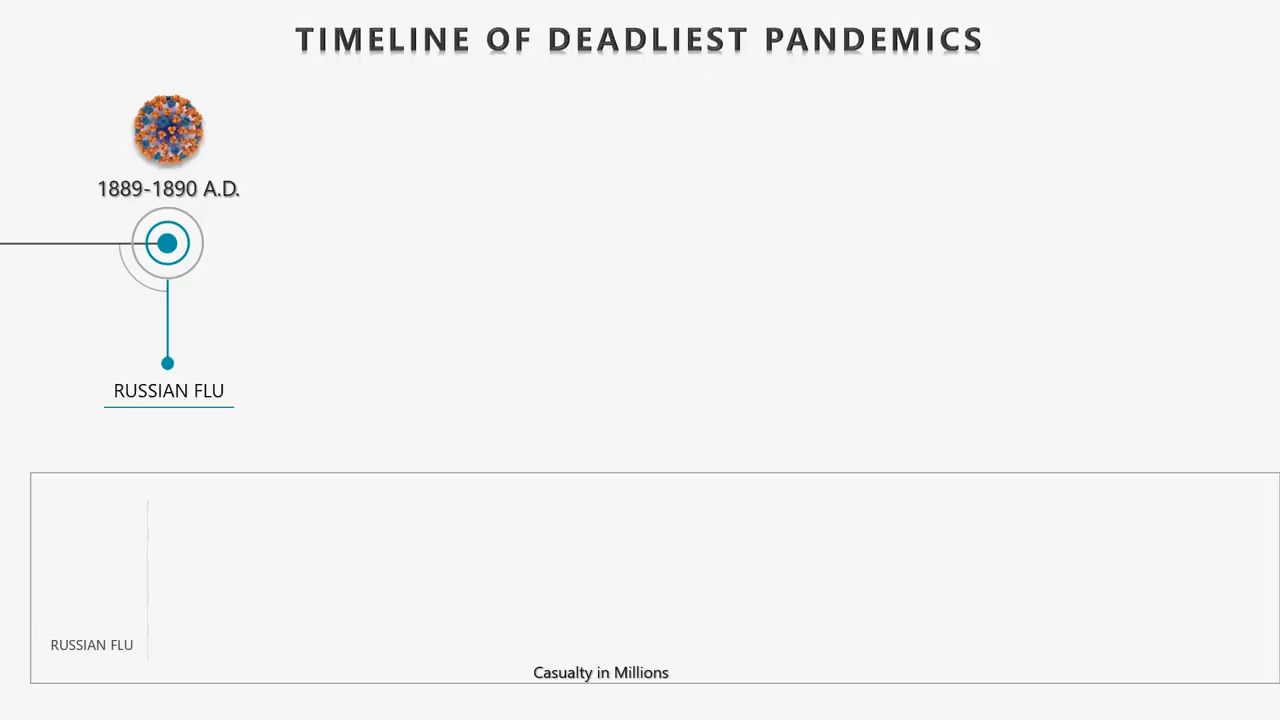 TIMELINE OF DEADLIEST PANDEMICS
1889-1890 A.D.
RUSSIAN FLU
RUSSIAN FLU
Casualty in Millions